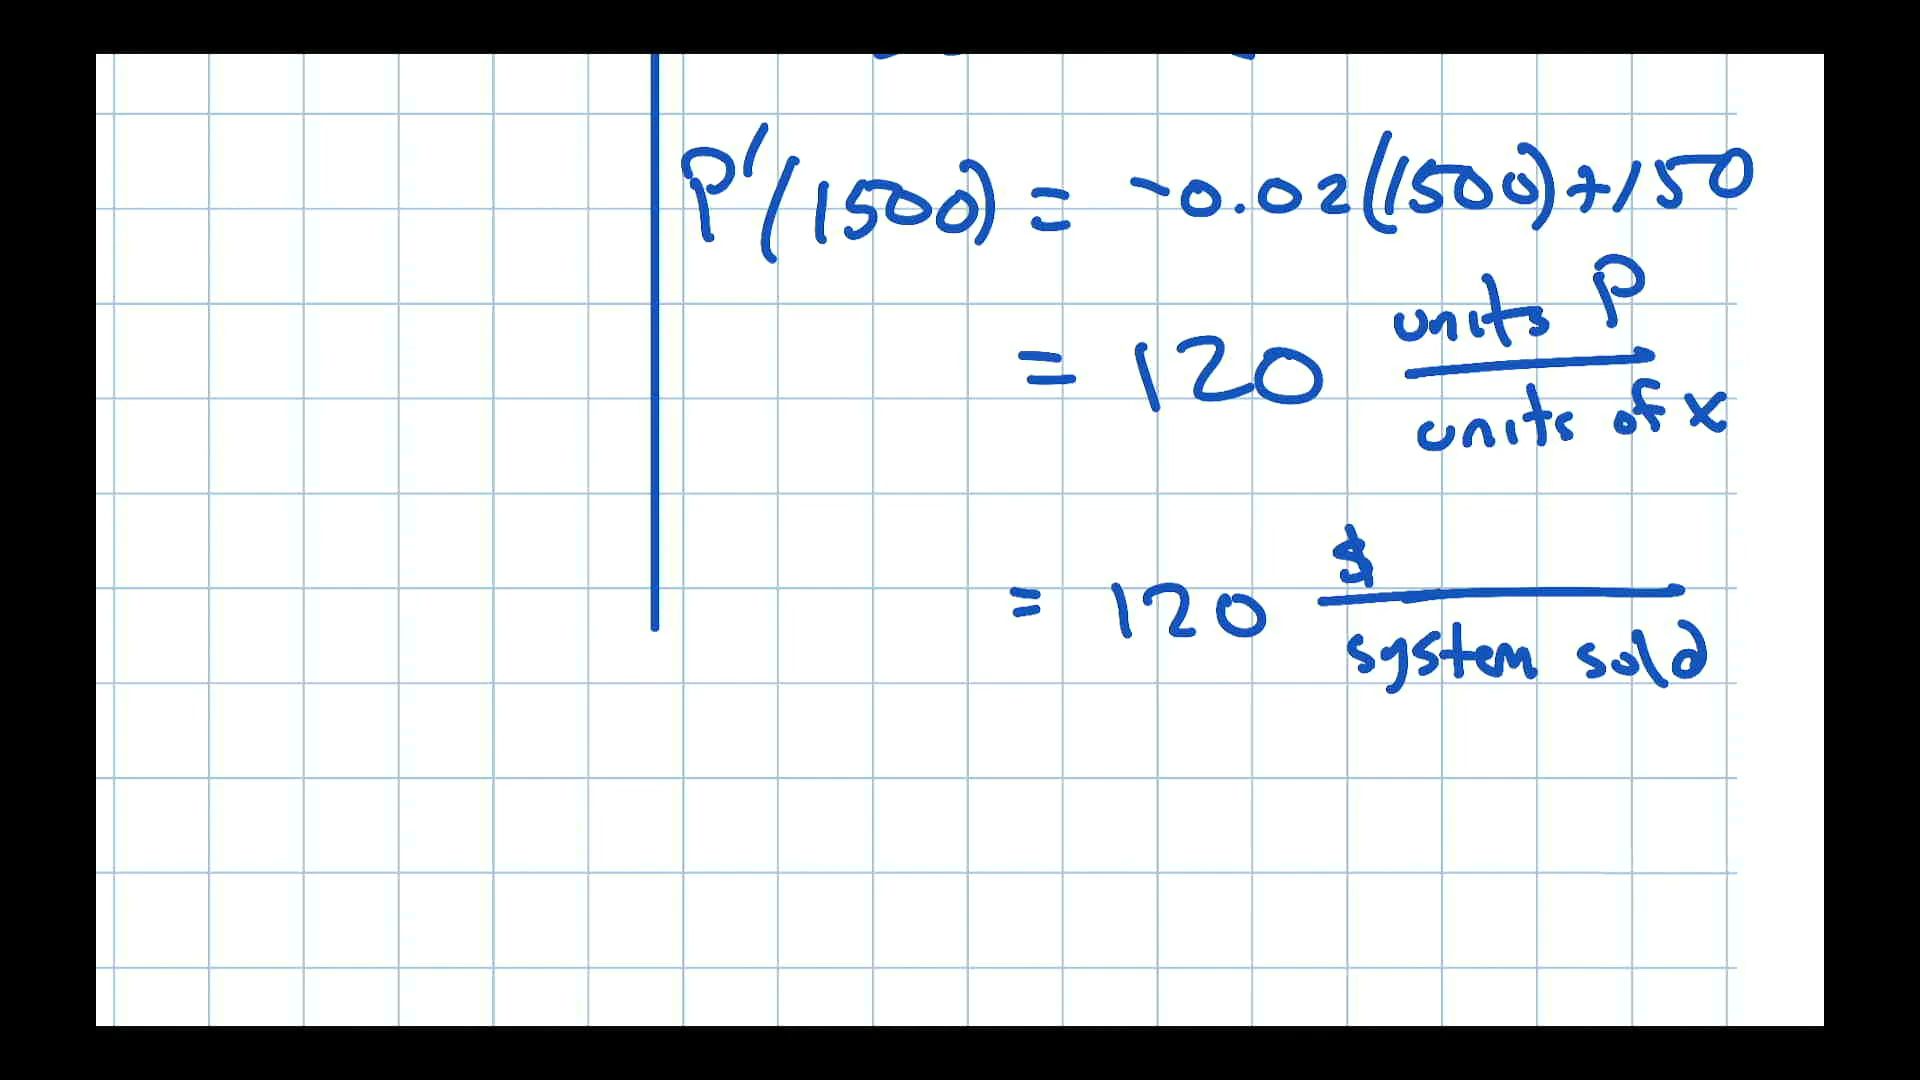 P'(1500) = -0.02(1500)+150
= 120 units P / units of x
= 120 $ / system sold